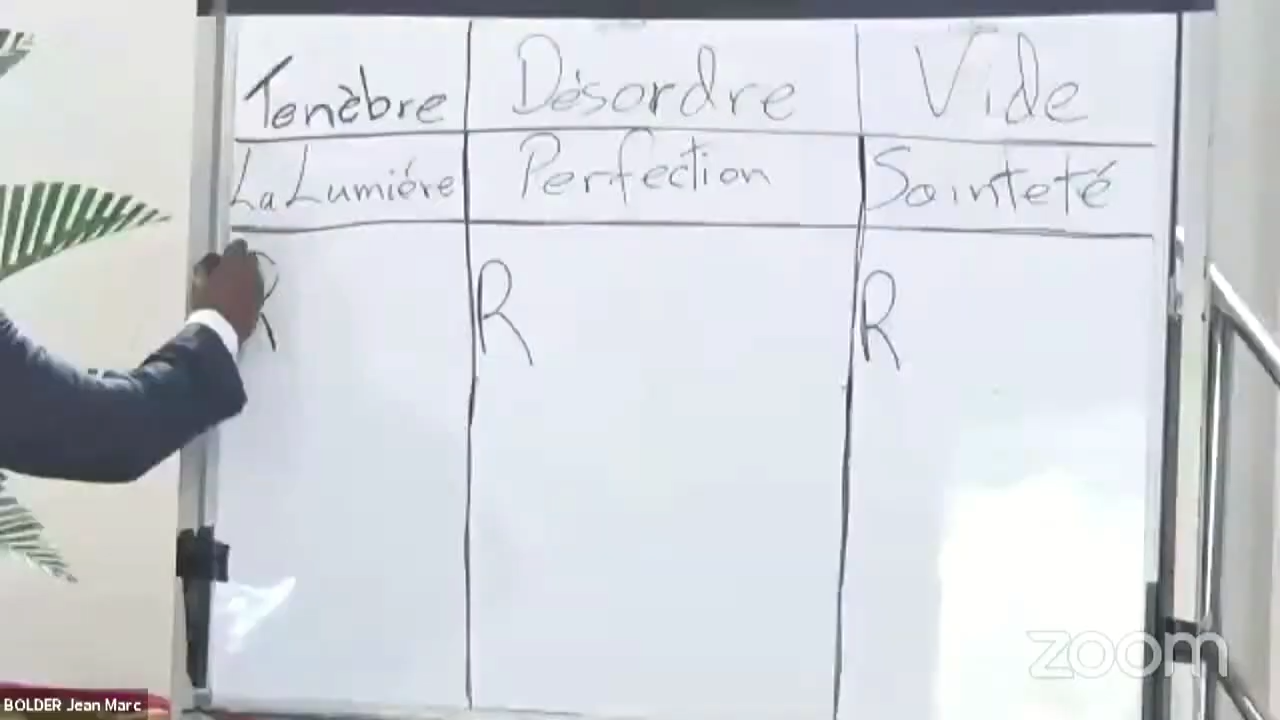 Tenèbre Désordre Vide
La Lumiére Perfection Sainteté
R R R
zoom
BOLDER Jean Marc